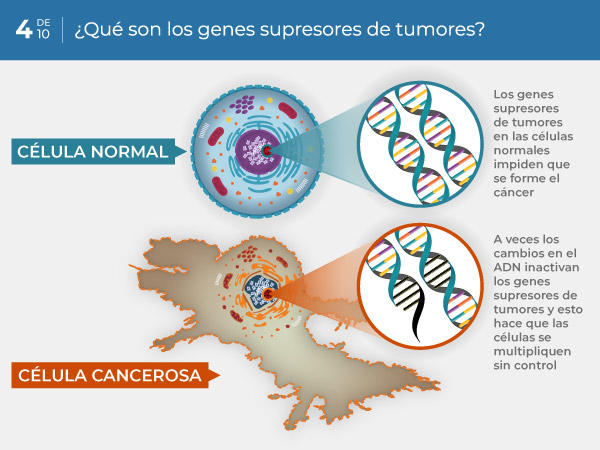 4 DE 10
¿Qué son los genes supresores de tumores?
CÉLULA NORMAL
Los genes
supresores
de tumores
en las células
normales
impiden que
se forme el
cáncer
CÉLULA CANCEROSA
A veces los
cambios en el
ADN inactivan
los genes
supresores de
tumores y esto
hace que las
células se
multipliquen
sin control